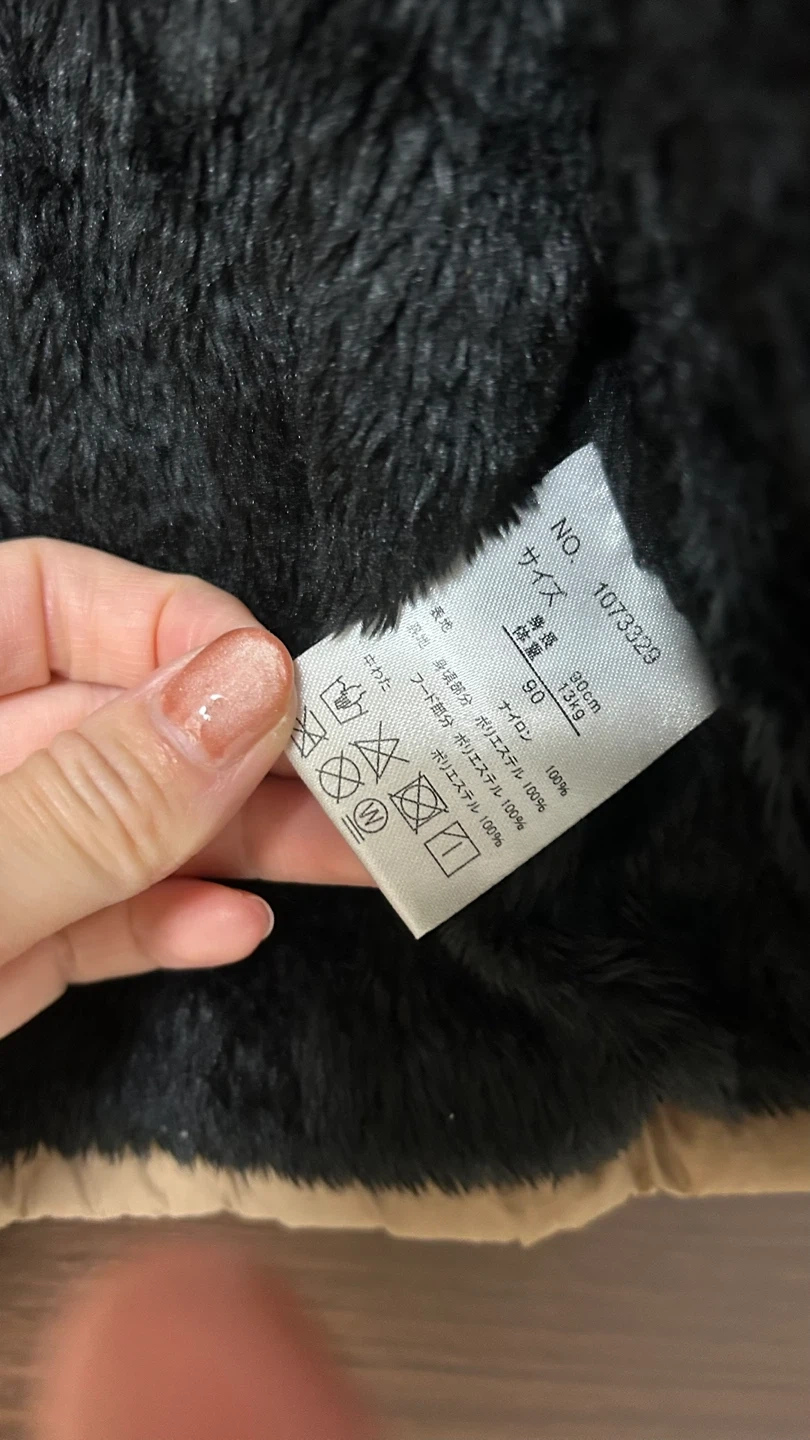 NO. 1073329
サイズ
身長 90cm
体重 13kg
90
表地 ナイロン 100%
裏地 身頃部分 ポリエステル 100%
フード部分 ポリエステル 100%
中わた ポリエステル 100%
W